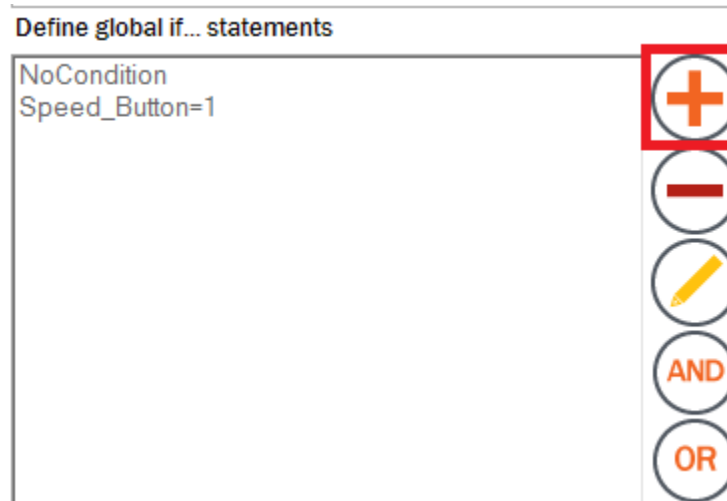 Define global if... statements
NoCondition
Speed_Button=1
AND
OR